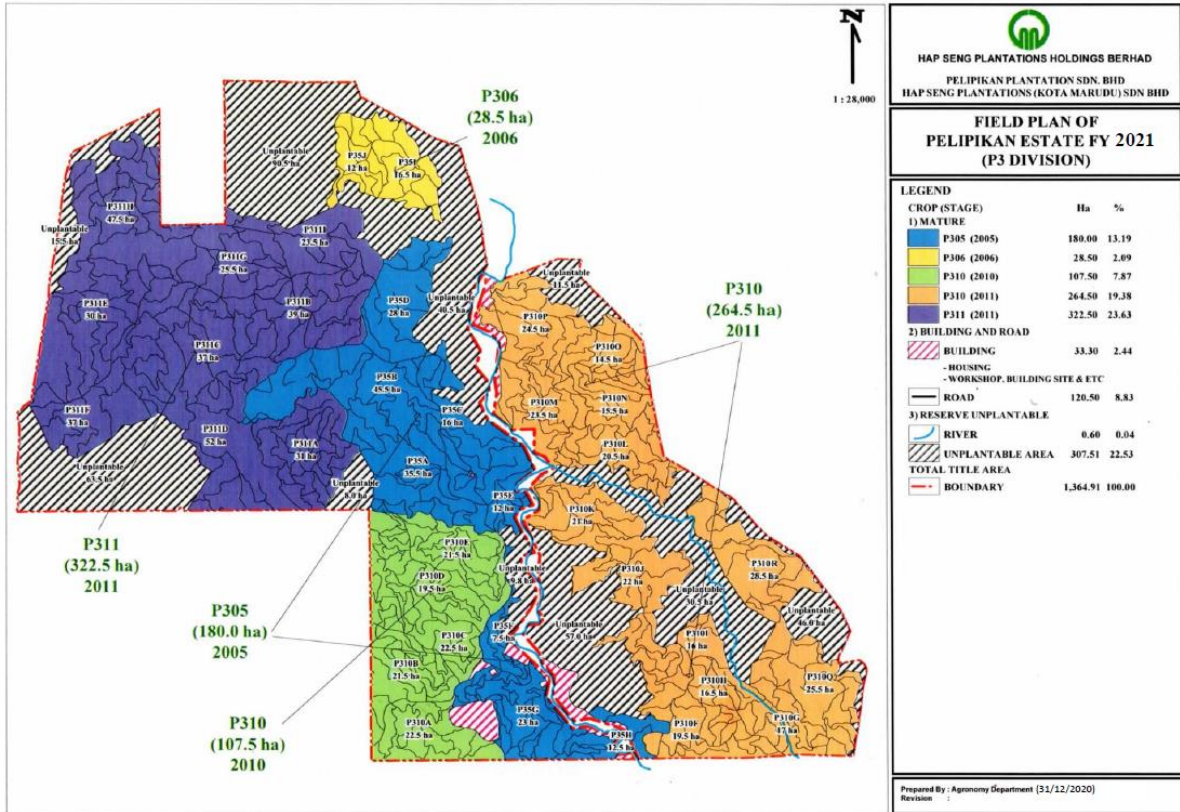 N
1 : 28,000
P306
(28.5 ha)
2006
Unplantable
90.5 ha
P35J
12 ha
P35I
16.5 ha
P311H
47.5 ha
Unplantable
15.5 ha
P311I
23.5 ha
P311G
25.5 ha
P311E
30 ha
P311B
39 ha
P311C
37 ha
P311F
37 ha
P311D
52 ha
P311A
31 ha
Unplantable
63.8 ha
Unplantable
6.0 ha
P35D
28 ha
Unplantable
40.5 ha
P35B
45.5 ha
P35C
16 ha
P35A
35.5 ha
P35E
12 ha
Unplantable
11.5 ha
P310P
24.5 ha
P310O
14.5 ha
P310N
15.5 ha
P310M
23.5 ha
P310L
20.5 ha
P310
(264.5 ha)
2011
P310K
21 ha
P310J
22 ha
P310R
28.5 ha
Unplantable
30.5 ha
Unplantable
46.0 ha
Unplantable
57.0 ha
P310I
16 ha
P310H
16.5 ha
P310Q
25.5 ha
P310F
19.5 ha
P310G
17 ha
Unplantable
9.8 ha
P35F
7.5 ha
P35G
23 ha
P35H
12.5 ha
P310E
21.5 ha
P310D
19.5 ha
P310C
22.5 ha
P310B
21.5 ha
P310A
22.5 ha
P311
(322.5 ha)
2011
P305
(180.0 ha)
2005
P310
(107.5 ha)
2010
HAP SENG PLANTATIONS HOLDINGS BERHAD
PELIPIKAN PLANTATION SDN. BHD
HAP SENG PLANTATIONS (KOTA MARUDU) SDN BHD
FIELD PLAN OF
PELIPIKAN ESTATE FY 2021
(P3 DIVISION)
LEGEND
CROP (STAGE) Ha %
1) MATURE
P305 (2005) 180.00 13.19
P306 (2006) 28.50 2.09
P310 (2010) 107.50 7.87
P310 (2011) 264.50 19.38
P311 (2011) 322.50 23.63
2) BUILDING AND ROAD
BUILDING 33.30 2.44
- HOUSING
- WORKSHOP, BUILDING SITE & ETC
ROAD 120.50 8.83
3) RESERVE UNPLANTABLE
RIVER 0.60 0.04
UNPLANTABLE AREA 307.51 22.53
TOTAL TITLE AREA
BOUNDARY 1,364.91 100.00
Prepared By : Agronomy Department (31/12/2020)
Revision :